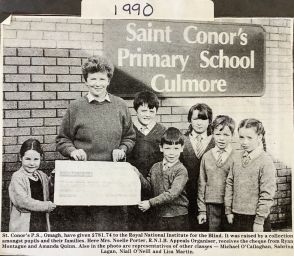 1990
Saint Conor's
Primary School
Culmore
St. Conor's P.S., Omagh, have given £781.74 to the Royal National Institute for the Blind. It was raised by a collection
amongst pupils and their families. Here Mrs. Noelle Porter, R.N.I.B. Appeals Organiser, receives the cheque from Ryan
Montague and Amanda Quinn. Also in the photo are representatives of other classes — Michael O'Callaghan, Sabrina
Logan, Niall O'Neill and Lisa Martin.